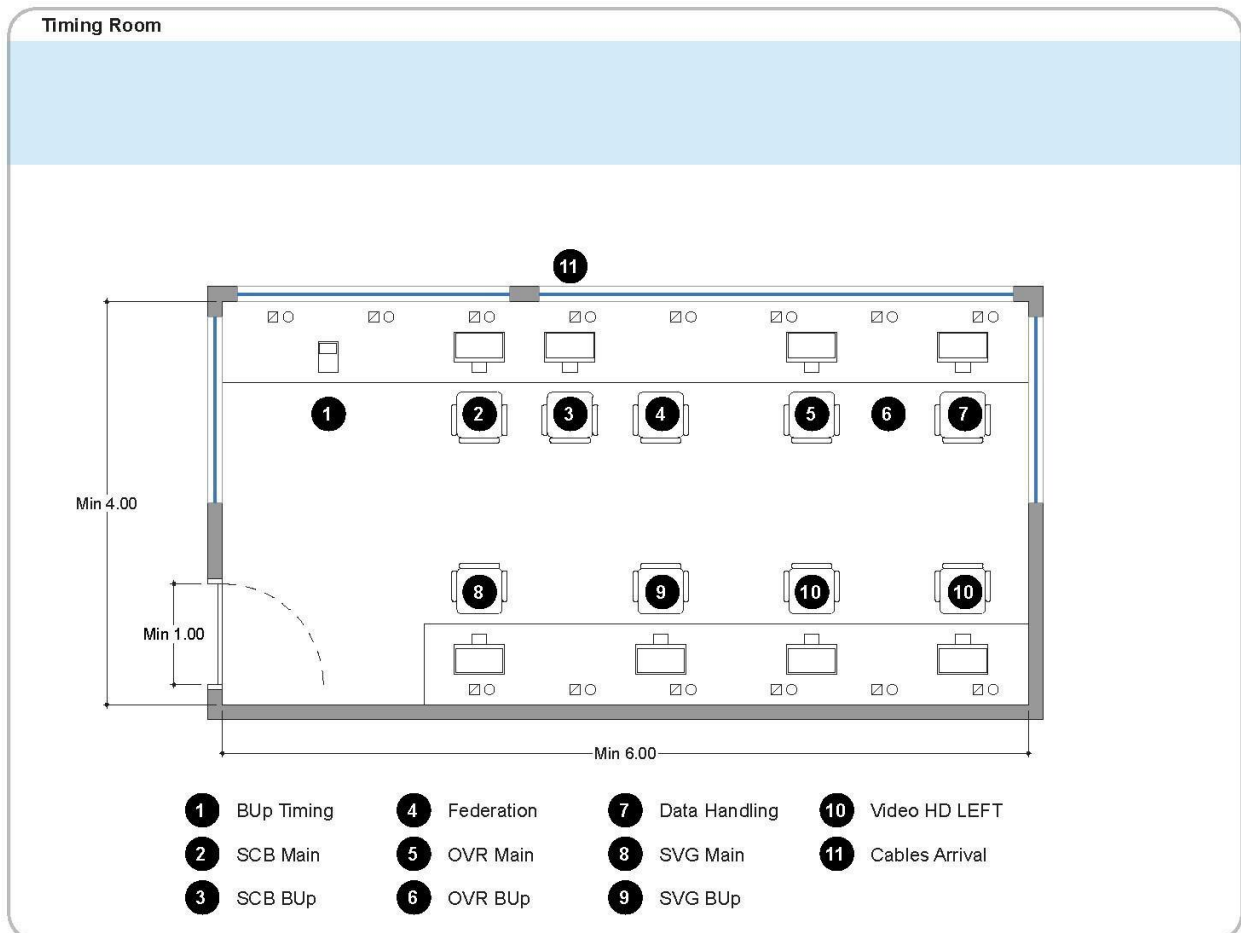 Timing Room
11
1 2 3 4 5 6 7
Min 4.00
8 9 10 10
Min 1.00
Min 6.00
1 BUp Timing 4 Federation 7 Data Handling 10 Video HD LEFT
2 SCB Main 5 OVR Main 8 SVG Main 11 Cables Arrival
3 SCB BUp 6 OVR BUp 9 SVG BUp